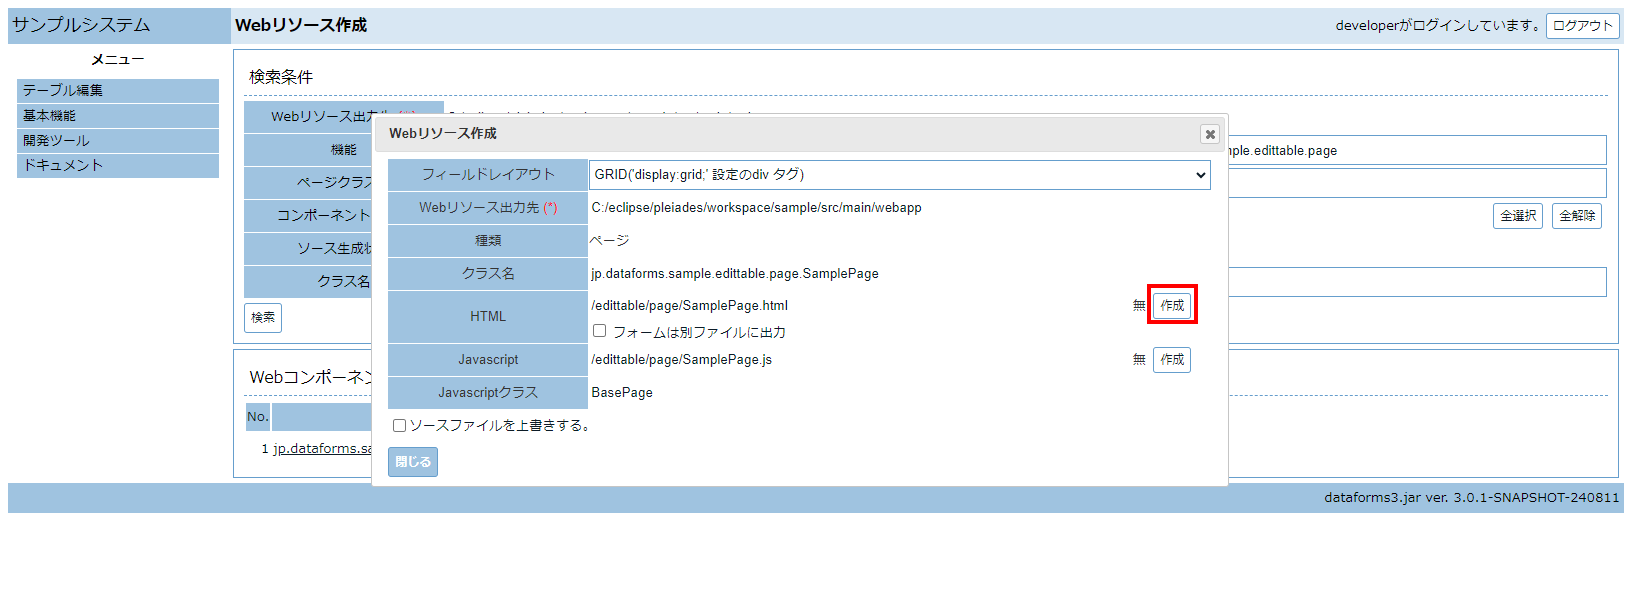 サンプルシステム
Webリソース作成
developerがログインしています。 ログアウト
メニュー
テーブル編集
基本機能
開発ツール
ドキュメント
検索条件
Webリソース出力先 (*)
機能
mple.edittable.page
ページクラス
コンポーネント
全選択 全解除
ソース生成状
クラス名
検索
Webコンポーネン
No.
1 jp.dataforms.sa
Webリソース作成
フィールドレイアウト GRID('display:grid;' 設定のdiv タグ)
Webリソース出力先 (*) C:/eclipse/pleiades/workspace/sample/src/main/webapp
種類 ページ
クラス名 jp.dataforms.sample.edittable.page.SamplePage
HTML /edittable/page/SamplePage.html 無 作成
フォームは別ファイルに出力
Javascript /edittable/page/SamplePage.js 無 作成
Javascriptクラス BasePage
ソースファイルを上書きする。
閉じる
dataforms3.jar ver. 3.0.1-SNAPSHOT-240811